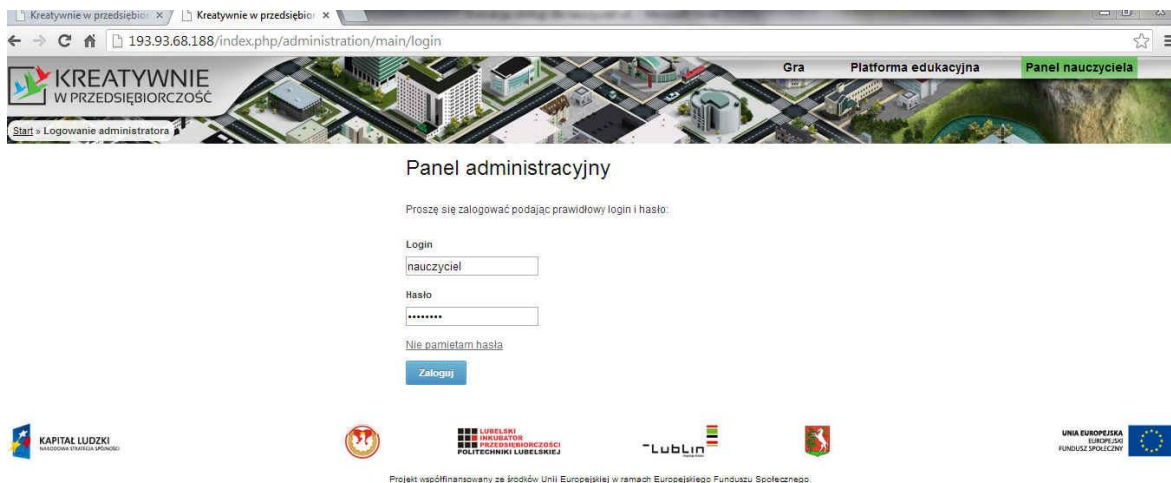 Kreatywnie w przedsiębior
Kreatywnie w przedsiębior
193.93.68.188/index.php/administration/main/login
KREATYWNIE
W PRZEDSIĘBIORCZOŚĆ
Gra
Platforma edukacyjna
Panel nauczyciela
Start » Logowanie administratora
Panel administracyjny
Proszę się zalogować podając prawidłowy login i hasło:
Login
nauczyciel
Hasło
••••••••
Nie pamietam hasła
Zaloguj
KAPITAŁ LUDZKI
NARODOWA STRATEGIA SPÓJNOŚCI
LUBELSKI
INKUBATOR
PRZEDSIĘBIORCZOŚCI
POLITECHNIKI LUBELSKIEJ
Lublin
UNIA EUROPEJSKA
EUROPEJSKI
FUNDUSZ SPOŁECZNY
Projekt współfinansowany ze środków Unii Europejskiej w ramach Europejskiego Funduszu Społecznego.